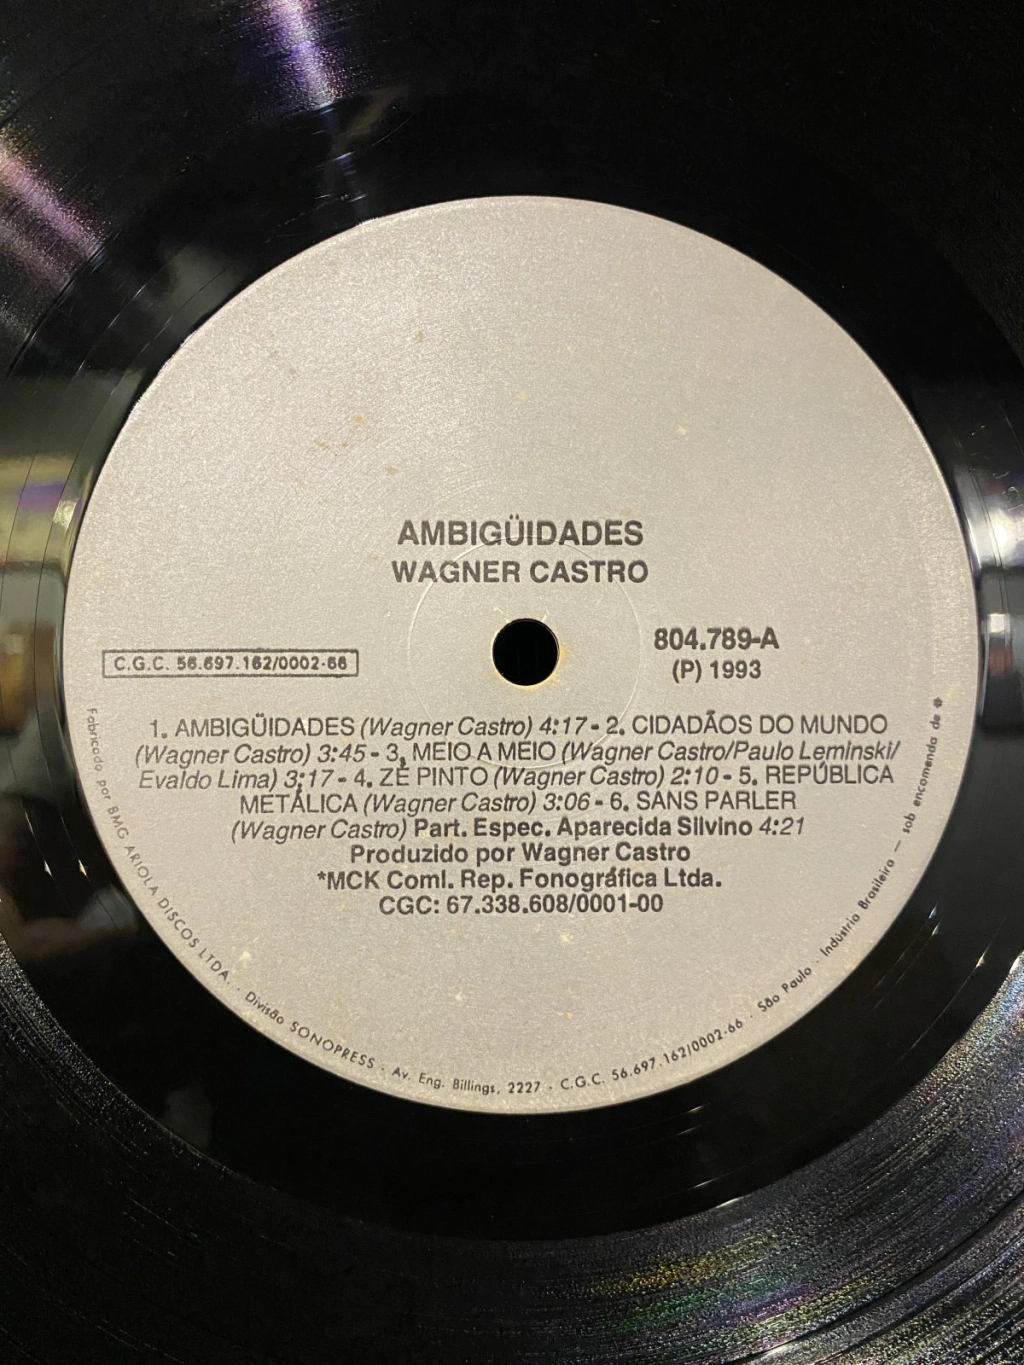 AMBIGÜIDADES
WAGNER CASTRO
C.G.C. 56.697.162/0002-66
804.789-A
(P) 1993
1. AMBIGÜIDADES (Wagner Castro) 4:17 - 2. CIDADÃOS DO MUNDO
(Wagner Castro) 3:45 - 3. MEIO A MEIO (Wagner Castro/Paulo Leminski/
Evaldo Lima) 3:17 - 4. ZÉ PINTO (Wagner Castro) 2:10 - 5. REPÚBLICA
METÁLICA (Wagner Castro) 3:06 - 6. SANS PARLER
(Wagner Castro) Part. Espec. Aparecida Silvino 4:21
Produzido por Wagner Castro
*MCK Coml. Rep. Fonográfica Ltda.
CGC: 67.338.608/0001-00
Fabricado por BMG ARIOLA DISCOS LTDA. - Divisão SONOPRESS - Av. Eng. Billings, 2227 - C.G.C. 56.697.162/0002-66 - São Paulo - Indústria Brasileira — sob encomenda de *